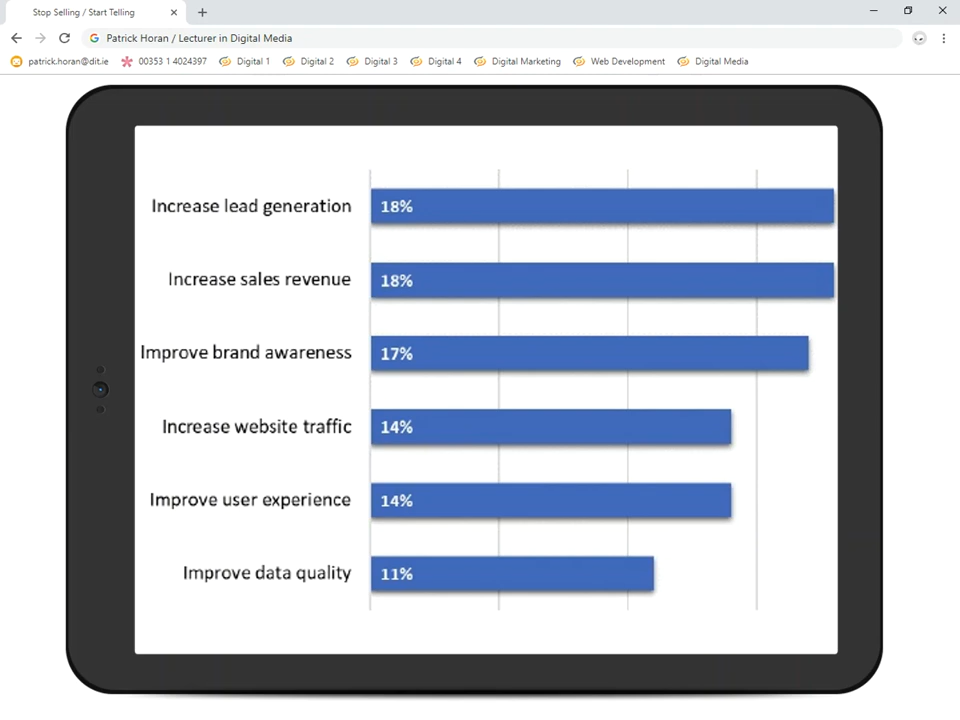 Stop Selling / Start Telling
Patrick Horan / Lecturer in Digital Media
patrick.horan@dit.ie 00353 1 4024397 Digital 1 Digital 2 Digital 3 Digital 4 Digital Marketing Web Development Digital Media
Increase lead generation 18%
Increase sales revenue 18%
Improve brand awareness 17%
Increase website traffic 14%
Improve user experience 14%
Improve data quality 11%